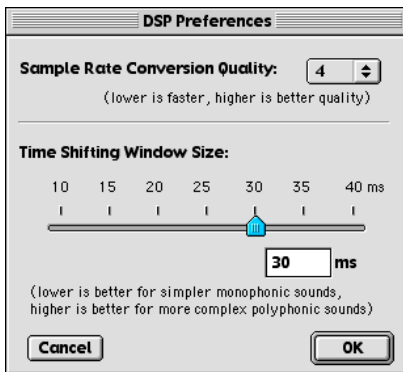 DSP Preferences
Sample Rate Conversion Quality: 4
(lower is faster, higher is better quality)
Time Shifting Window Size:
10 15 20 25 30 35 40 ms
30 ms
(lower is better for simpler monophonic sounds,
higher is better for more complex polyphonic sounds)
Cancel OK